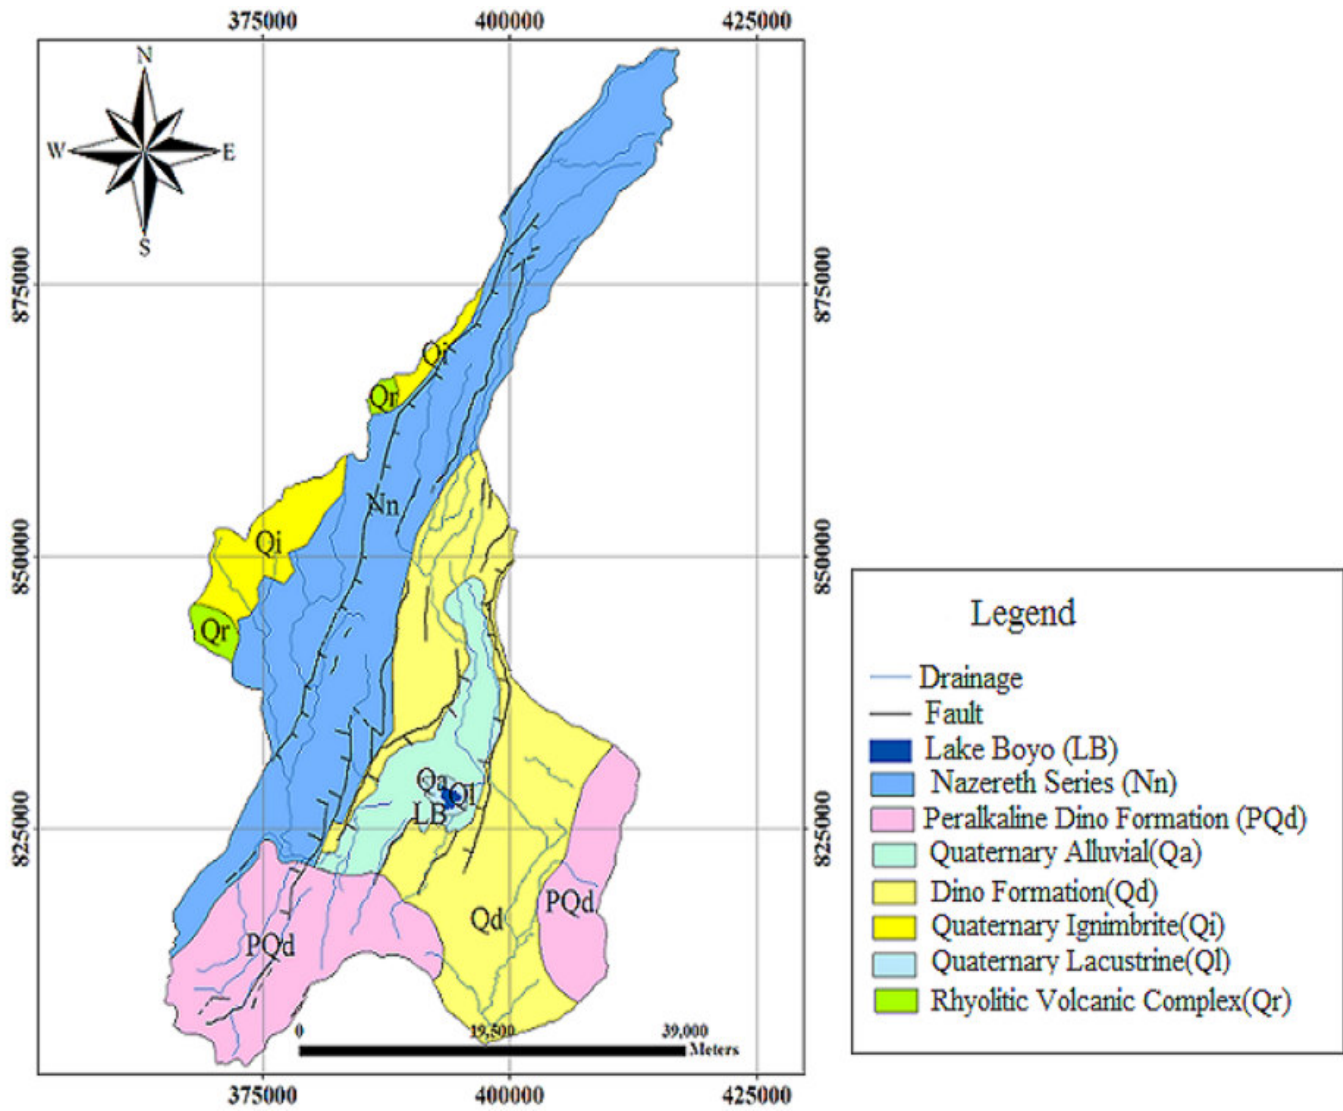 375000 400000 425000
N
W E
S
875000 875000
Qi
Qr
Nn
Qi
850000 850000
Qr
Legend
Drainage
Fault
Lake Boyo (LB)
Nazereth Series (Nn)
Peralkaline Dino Formation (PQd)
Quaternary Alluvial(Qa)
Dino Formation(Qd)
Quaternary Ignimbrite(Qi)
Quaternary Lacustrine(Ql)
Rhyolitic Volcanic Complex(Qr)
Qa Ql
LB
825000 825000
PQd
Qd
PQd
0 19,500 39,000
Meters
375000 400000 425000